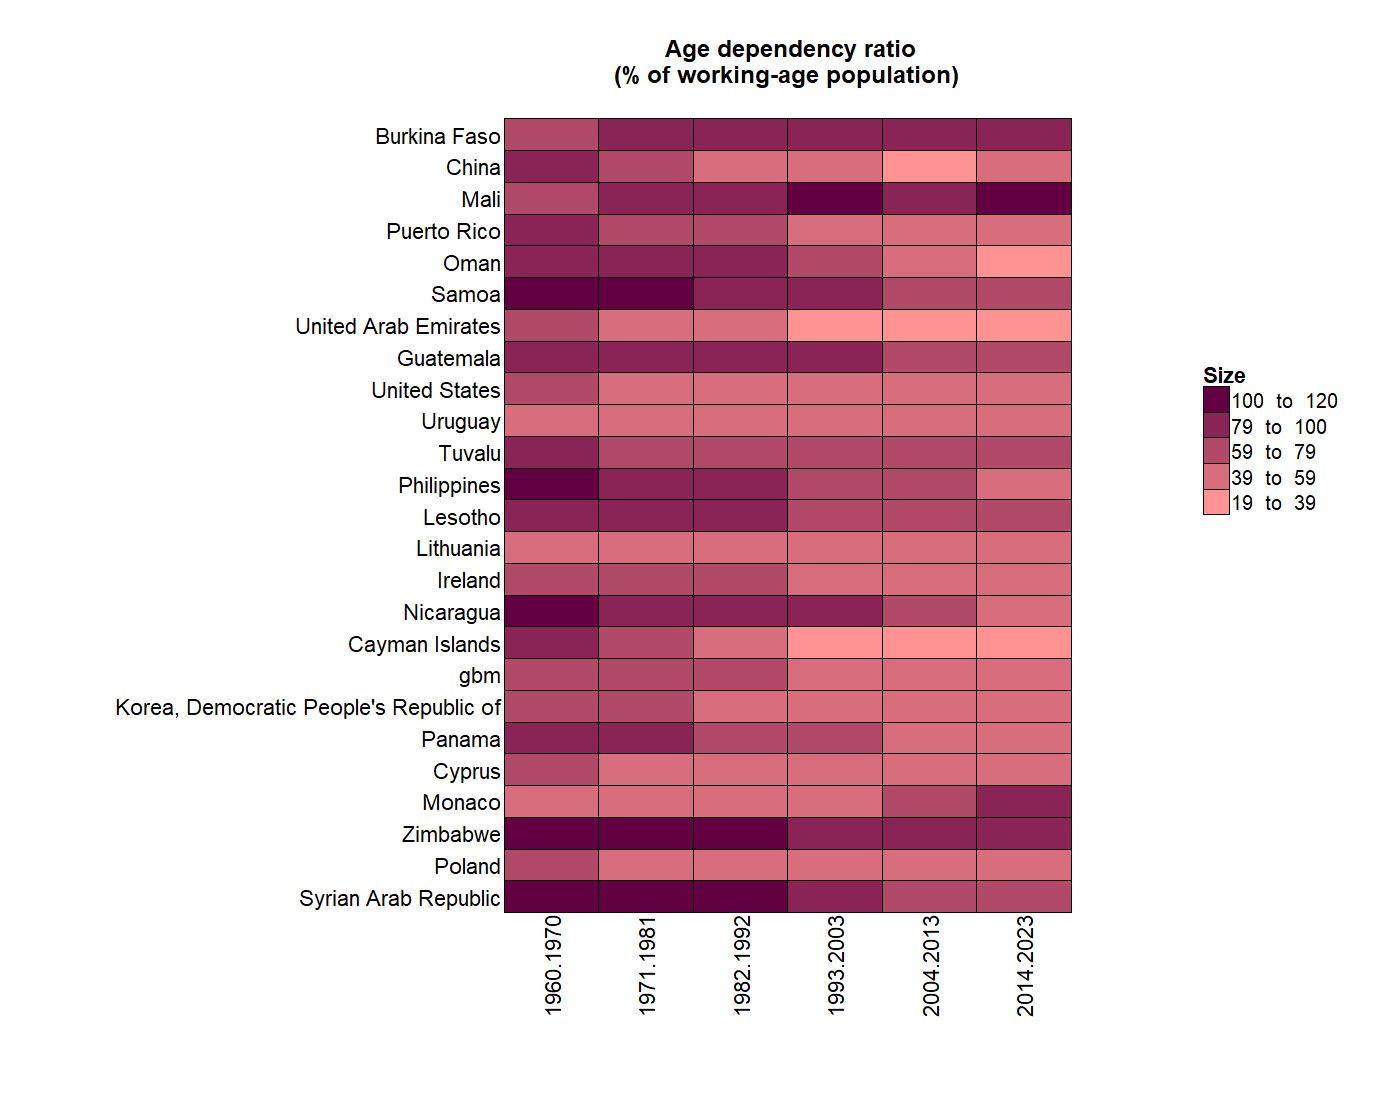 Age dependency ratio
(% of working-age population)
Burkina Faso
China
Mali
Puerto Rico
Oman
Samoa
United Arab Emirates
Guatemala
United States
Uruguay
Tuvalu
Philippines
Lesotho
Lithuania
Ireland
Nicaragua
Cayman Islands
gbm
Korea, Democratic People's Republic of
Panama
Cyprus
Monaco
Zimbabwe
Poland
Syrian Arab Republic
1960.1970
1971.1981
1982.1992
1993.2003
2004.2013
2014.2023
Size
100 to 120
79 to 100
59 to 79
39 to 59
19 to 39